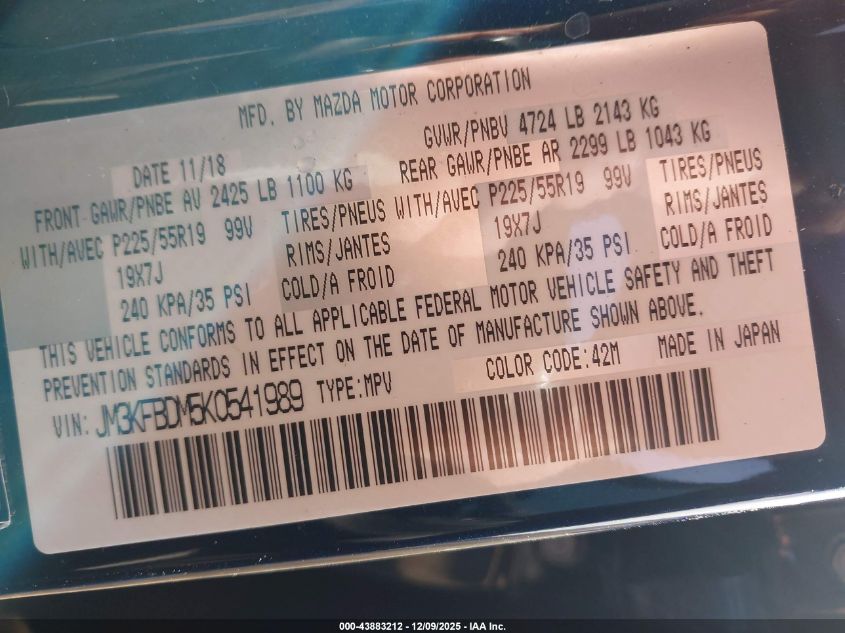 MFD. BY MAZDA MOTOR CORPORATION
DATE 11/18 GVWR/PNBV 4724 LB 2143 KG
FRONT GAWR/PNBE AV 2425 LB 1100 KG REAR GAWR/PNBE AR 2299 LB 1043 KG
WITH/AVEC P225/55R19 99V TIRES/PNEUS WITH/AVEC P225/55R19 99V TIRES/PNEUS
19X7J RIMS/JANTES 19X7J RIMS/JANTES
240 KPA/35 PSI COLD/A FROID 240 KPA/35 PSI COLD/A FROID
THIS VEHICLE CONFORMS TO ALL APPLICABLE FEDERAL MOTOR VEHICLE SAFETY AND THEFT
PREVENTION STANDARDS IN EFFECT ON THE DATE OF MANUFACTURE SHOWN ABOVE.
VIN: JM3KFBDM5K0541989 TYPE:MPV COLOR CODE:42M MADE IN JAPAN
000-43883212 - 12/09/2025 - IAA Inc.